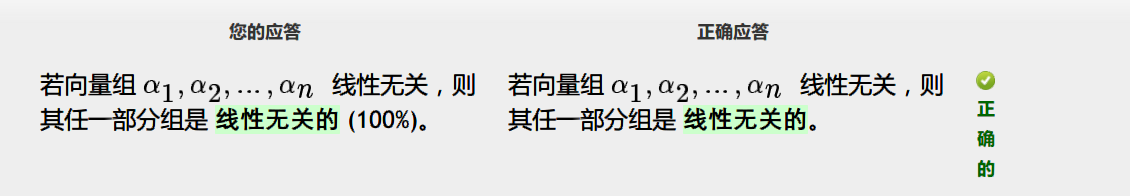 您的应答 正确应答
若向量组 α1, α2, ..., αn 线性无关，则
其任一部分组是 线性无关的 (100%)。
若向量组 α1, α2, ..., αn 线性无关，则
其任一部分组是 线性无关的。
正
确
的